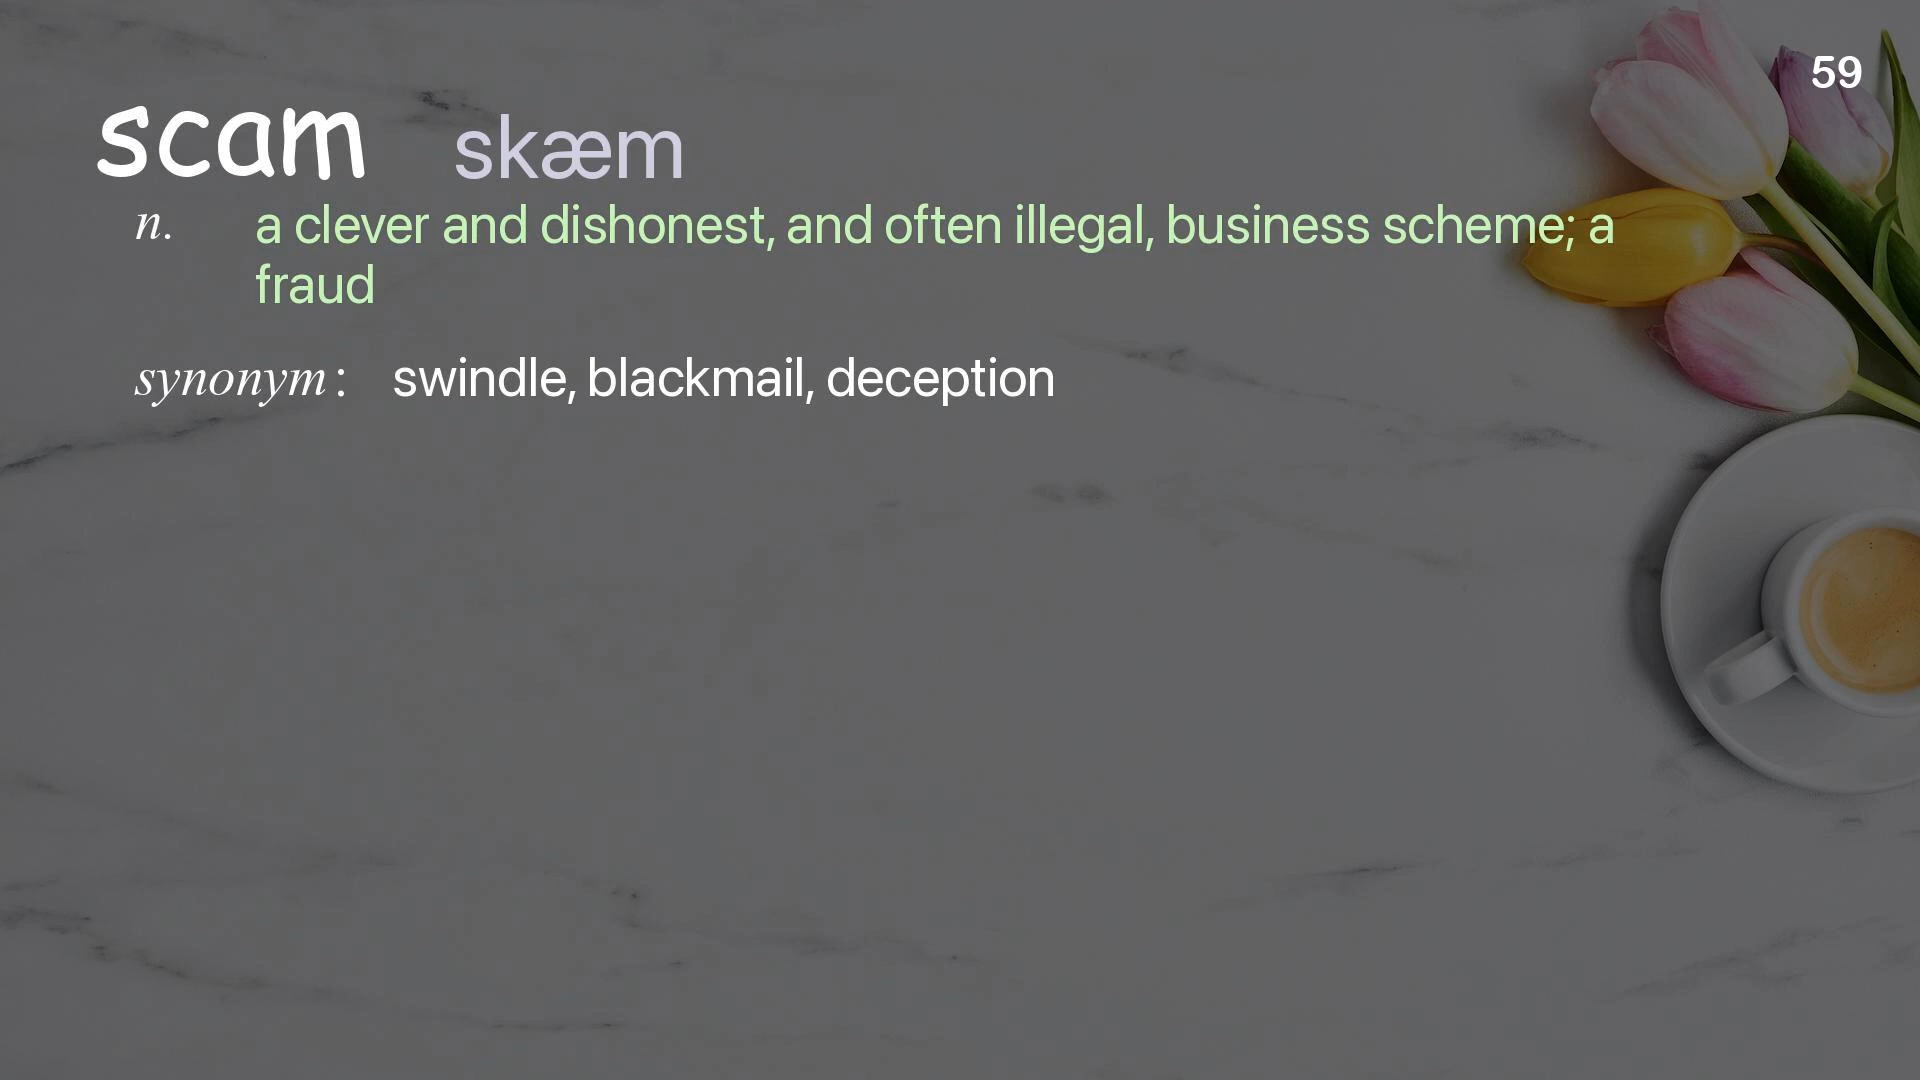 59
scam skæm
n. a clever and dishonest, and often illegal, business scheme; a
fraud
synonym: swindle, blackmail, deception